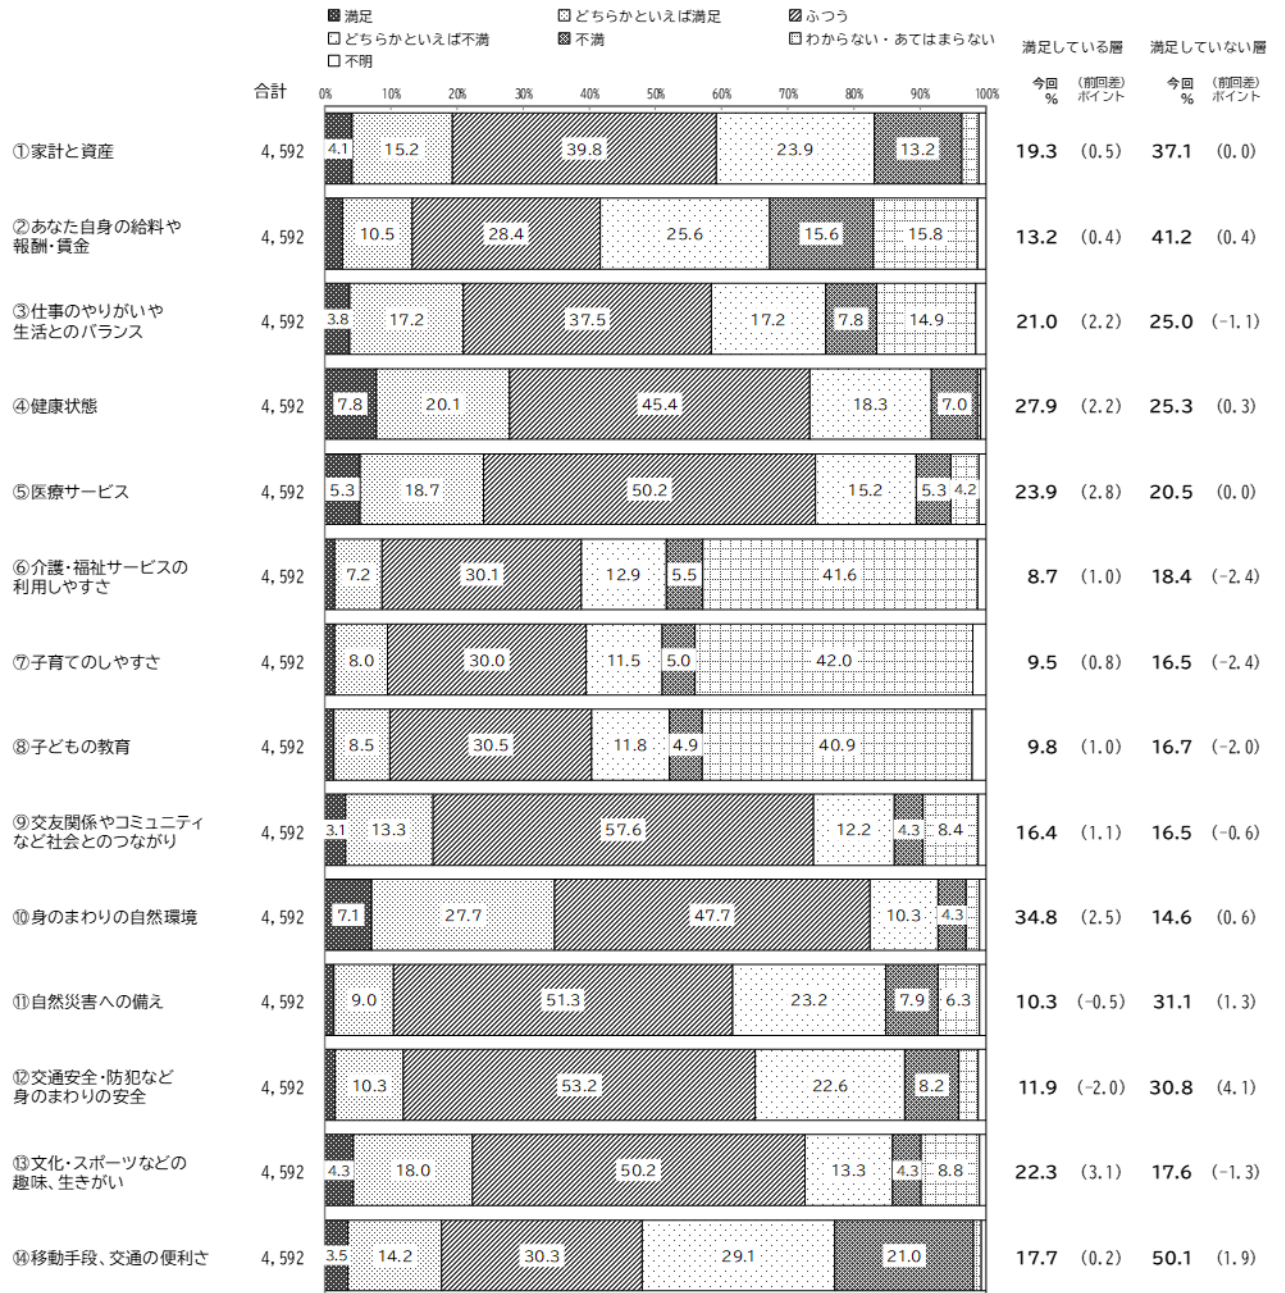 満足 どちらかといえば満足 ふつう
どちらかといえば不満 不満 わからない・あてはまらない
不明
満足している層 満足していない層
合計 0% 10% 20% 30% 40% 50% 60% 70% 80% 90% 100%
今回 % (前回差) ポイント 今回 % (前回差) ポイント
①家計と資産 4,592 4.1 15.2 39.8 23.9 13.2 19.3 (0.5) 37.1 (0.0)
②あなた自身の給料や
報酬・賃金 4,592 10.5 28.4 25.6 15.6 15.8 13.2 (0.4) 41.2 (0.4)
③仕事のやりがいや
生活とのバランス 4,592 3.8 17.2 37.5 17.2 7.8 14.9 21.0 (2.2) 25.0 (-1.1)
④健康状態 4,592 7.8 20.1 45.4 18.3 7.0 27.9 (2.2) 25.3 (0.3)
⑤医療サービス 4,592 5.3 18.7 50.2 15.2 5.3 4.2 23.9 (2.8) 20.5 (0.0)
⑥介護・福祉サービスの
利用しやすさ 4,592 7.2 30.1 12.9 5.5 41.6 8.7 (1.0) 18.4 (-2.4)
⑦子育てのしやすさ 4,592 8.0 30.0 11.5 5.0 42.0 9.5 (0.8) 16.5 (-2.4)
⑧子どもの教育 4,592 8.5 30.5 11.8 4.9 40.9 9.8 (1.0) 16.7 (-2.0)
⑨交友関係やコミュニティ
など社会とのつながり 4,592 3.1 13.3 57.6 12.2 4.3 8.4 16.4 (1.1) 16.5 (-0.6)
⑩身のまわりの自然環境 4,592 7.1 27.7 47.7 10.3 4.3 34.8 (2.5) 14.6 (0.6)
⑪自然災害への備え 4,592 9.0 51.3 23.2 7.9 6.3 10.3 (-0.5) 31.1 (1.3)
⑫交通安全・防犯など
身のまわりの安全 4,592 10.3 53.2 22.6 8.2 11.9 (-2.0) 30.8 (4.1)
⑬文化・スポーツなどの
趣味、生きがい 4,592 4.3 18.0 50.2 13.3 4.3 8.8 22.3 (3.1) 17.6 (-1.3)
⑭移動手段、交通の便利さ 4,592 3.5 14.2 30.3 29.1 21.0 17.7 (0.2) 50.1 (1.9)